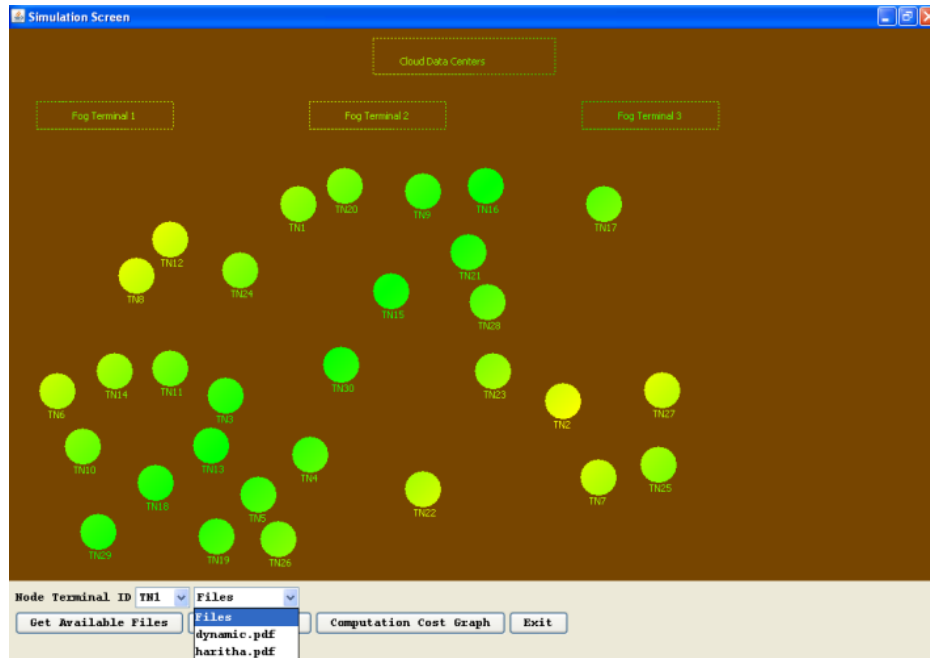 Simulation Screen
Cloud Data Centers
Fog Terminal 1 Fog Terminal 2 Fog Terminal 3
TN20 TN9 TN16
TN1 TN17
TN12 TN21
TN8 TN24
TN15 TN28
TN14 TN11 TN30 TN23
TN6 TN3 TN2 TN27
TN10 TN13 TN4
TN18 TN5 TN22 TN7 TN25
TN29 TN19 TN26
Node Terminal ID TN1 Files
Get Available Files Files Computation Cost Graph Exit
dynamic.pdf
haritha.pdf